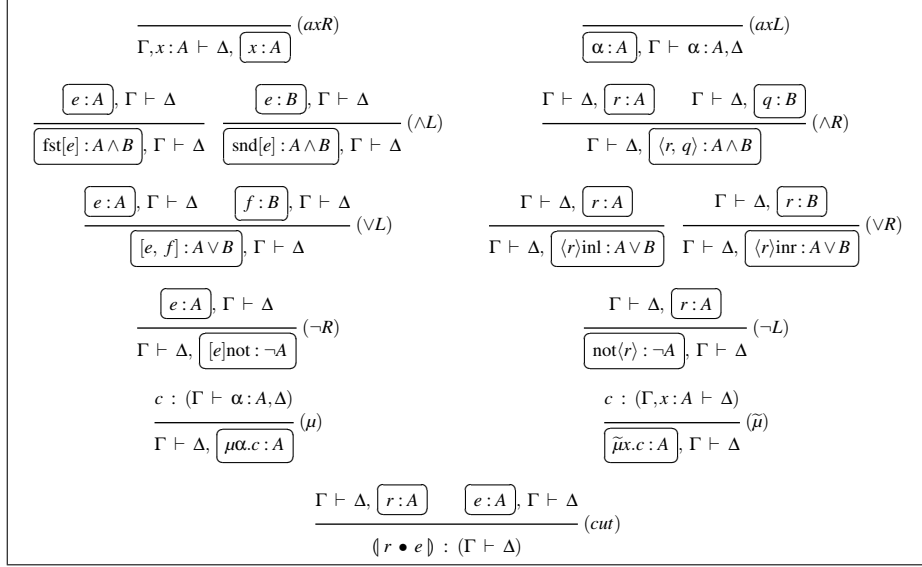 Γ, x : A ⊢ Δ, x : A (axR)
α : A, Γ ⊢ α : A, Δ (axL)
e : A, Γ ⊢ Δ   e : B, Γ ⊢ Δ
fst[e] : A ∧ B, Γ ⊢ Δ   snd[e] : A ∧ B, Γ ⊢ Δ (∧L)
Γ ⊢ Δ, r : A   Γ ⊢ Δ, q : B
Γ ⊢ Δ, ⟨r, q⟩ : A ∧ B (∧R)
e : A, Γ ⊢ Δ   f : B, Γ ⊢ Δ
[e, f] : A ∨ B, Γ ⊢ Δ (∨L)
Γ ⊢ Δ, r : A   Γ ⊢ Δ, r : B
Γ ⊢ Δ, ⟨r⟩inl : A ∨ B   Γ ⊢ Δ, ⟨r⟩inr : A ∨ B (∨R)
e : A, Γ ⊢ Δ
Γ ⊢ Δ, [e]not : ¬A (¬R)
Γ ⊢ Δ, r : A
not⟨r⟩ : ¬A, Γ ⊢ Δ (¬L)
c : (Γ ⊢ α : A, Δ)
Γ ⊢ Δ, μα.c : A (μ)
c : (Γ, x : A ⊢ Δ)
μ̃x.c : A, Γ ⊢ Δ (μ̃)
Γ ⊢ Δ, r : A   e : A, Γ ⊢ Δ
⦇ r • e ⦈ : (Γ ⊢ Δ) (cut)